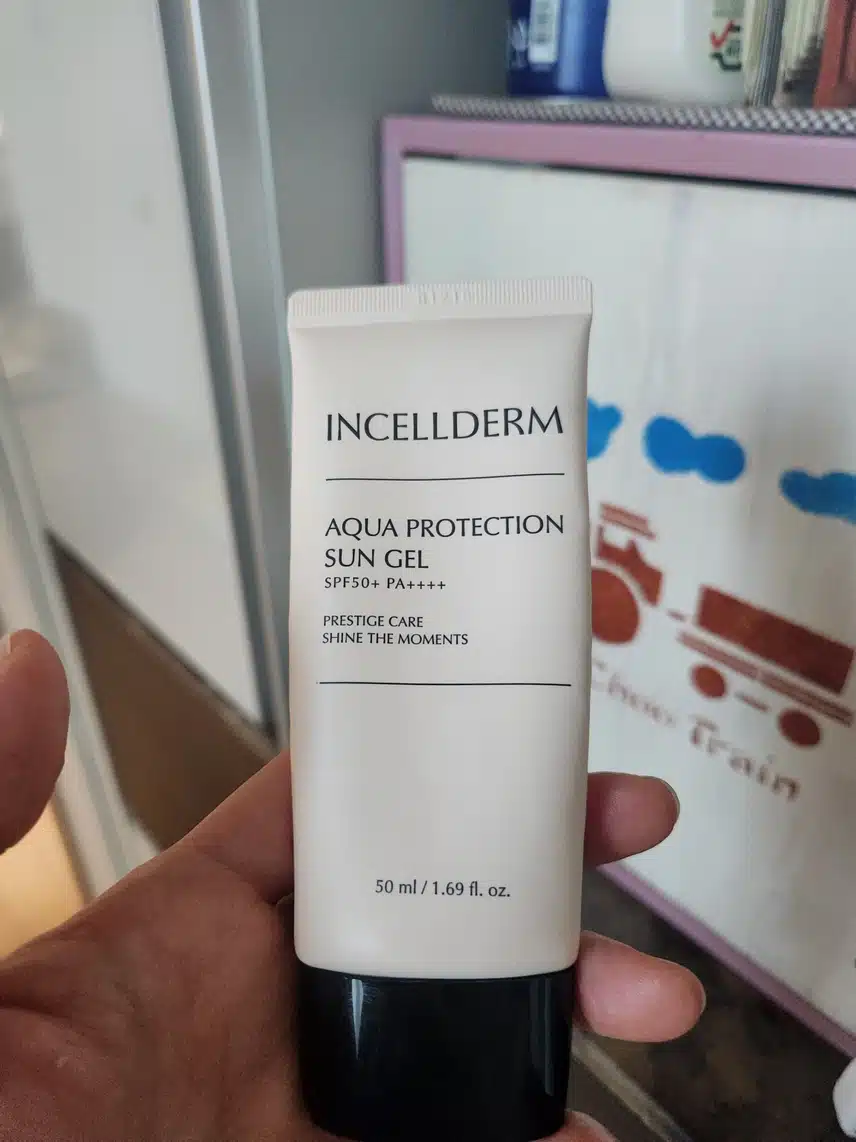 INCELLDERM
AQUA PROTECTION
SUN GEL
SPF50+ PA++++
PRESTIGE CARE
SHINE THE MOMENTS
50 ml / 1.69 fl. oz.
Choo Train